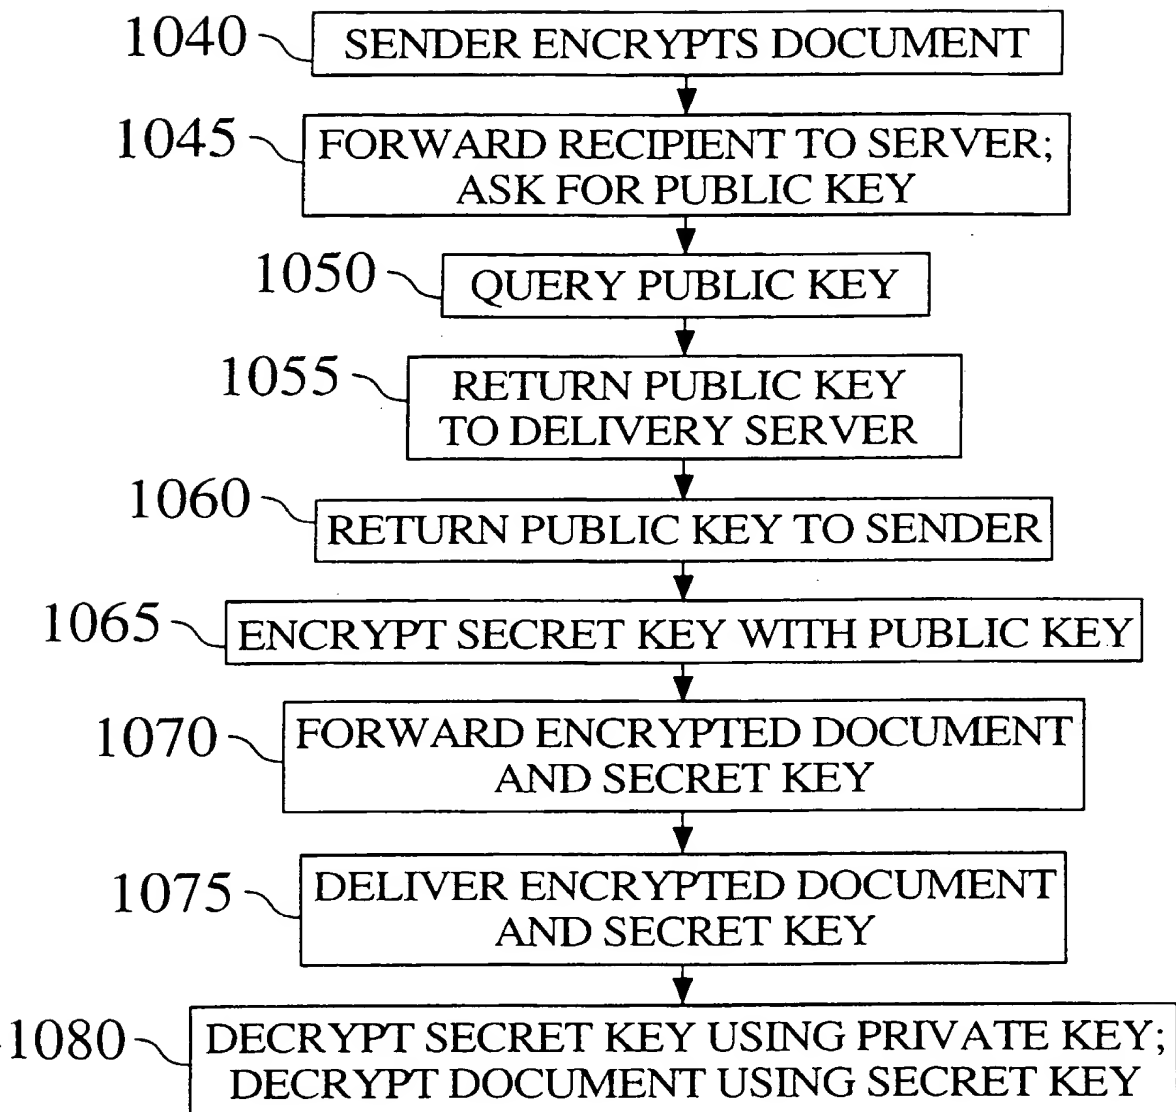 1040 SENDER ENCRYPTS DOCUMENT
1045 FORWARD RECIPIENT TO SERVER;
ASK FOR PUBLIC KEY
1050 QUERY PUBLIC KEY
1055 RETURN PUBLIC KEY
TO DELIVERY SERVER
1060 RETURN PUBLIC KEY TO SENDER
1065 ENCRYPT SECRET KEY WITH PUBLIC KEY
1070 FORWARD ENCRYPTED DOCUMENT
AND SECRET KEY
1075 DELIVER ENCRYPTED DOCUMENT
AND SECRET KEY
1080 DECRYPT SECRET KEY USING PRIVATE KEY;
DECRYPT DOCUMENT USING SECRET KEY